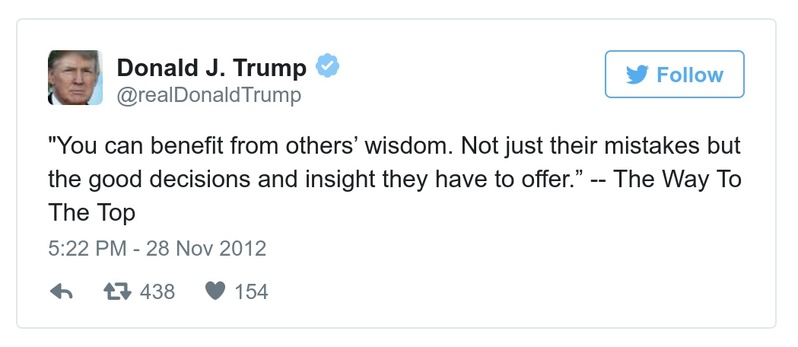 Donald J. Trump
@realDonaldTrump
Follow
"You can benefit from others’ wisdom. Not just their mistakes but
the good decisions and insight they have to offer.” -- The Way To
The Top
5:22 PM - 28 Nov 2012
438 154